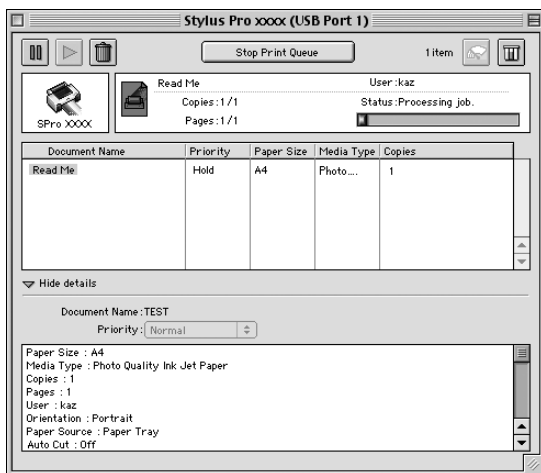 Stylus Pro xxxx (USB Port 1)
Stop Print Queue 1 item
Read Me User:kaz
Copies:1/1 Status:Processing job.
SPro XXXX Pages:1/1
Document Name Priority Paper Size Media Type Copies
Read Me Hold A4 Photo.... 1
Hide details
Document Name:TEST
Priority: Normal
Paper Size : A4
Media Type : Photo Quality Ink Jet Paper
Copies : 1
Pages : 1
User : kaz
Orientation : Portrait
Paper Source : Paper Tray
Auto Cut : Off